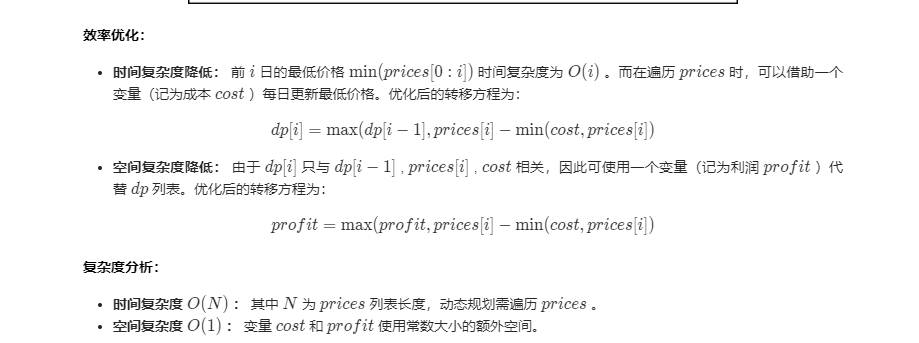 效率优化：
• 时间复杂度降低： 前 i 日的最低价格 min(prices[0 : i]) 时间复杂度为 O(i) 。而在遍历 prices 时，可以借助一个
变量（记为成本 cost ）每日更新最低价格。优化后的转移方程为：
dp[i] = max(dp[i − 1], prices[i] − min(cost, prices[i])
• 空间复杂度降低： 由于 dp[i] 只与 dp[i − 1] , prices[i] , cost 相关，因此可使用一个变量（记为利润 profit ）代
替 dp 列表。优化后的转移方程为：
profit = max(profit, prices[i] − min(cost, prices[i])
复杂度分析：
• 时间复杂度 O(N) ： 其中 N 为 prices 列表长度，动态规划需遍历 prices 。
• 空间复杂度 O(1) ： 变量 cost 和 profit 使用常数大小的额外空间。